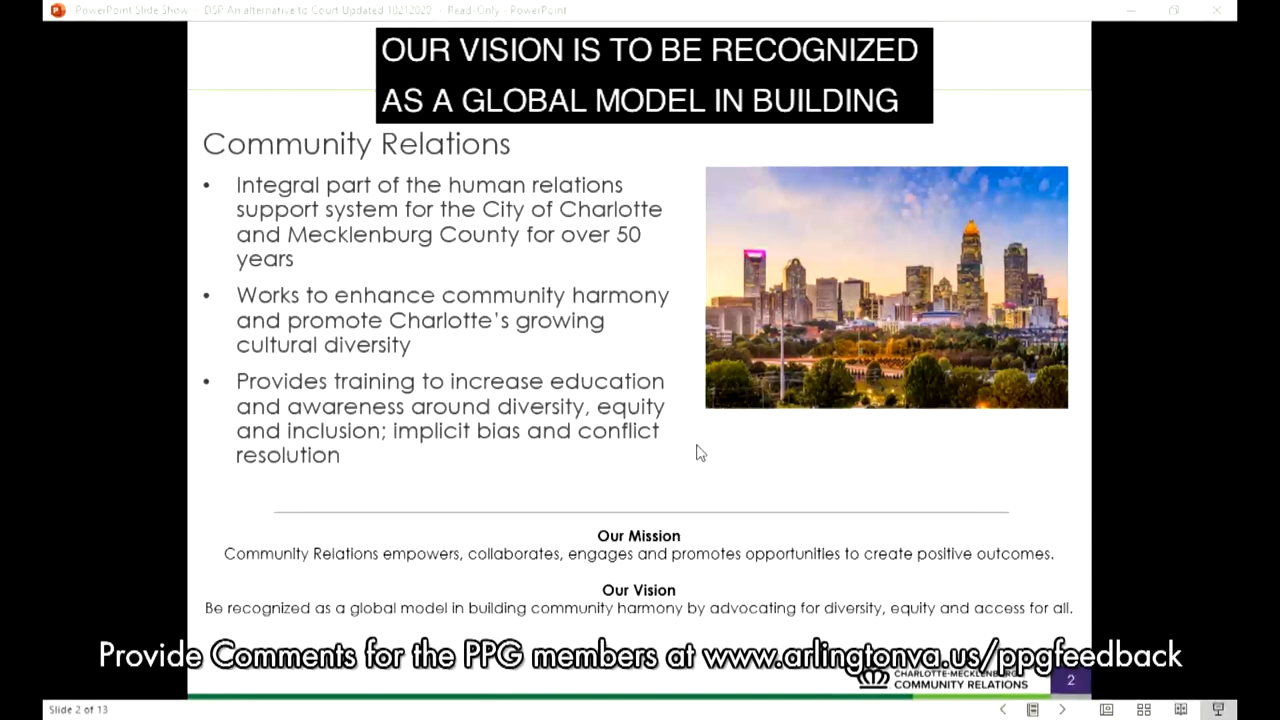 PowerPoint Slide Show - DSP An alternative to Court Updated 10212020 - Read-Only - PowerPoint
OUR VISION IS TO BE RECOGNIZED
AS A GLOBAL MODEL IN BUILDING
Community Relations
• Integral part of the human relations
support system for the City of Charlotte
and Mecklenburg County for over 50
years
• Works to enhance community harmony
and promote Charlotte's growing
cultural diversity
• Provides training to increase education
and awareness around diversity, equity
and inclusion; implicit bias and conflict
resolution
Our Mission
Community Relations empowers, collaborates, engages and promotes opportunities to create positive outcomes.
Our Vision
Be recognized as a global model in building community harmony by advocating for diversity, equity and access for all.
Provide Comments for the PPG members at www.arlingtonva.us/ppgfeedback
CHARLOTTE-MECKLENBURG
COMMUNITY RELATIONS
2
Slide 2 of 13